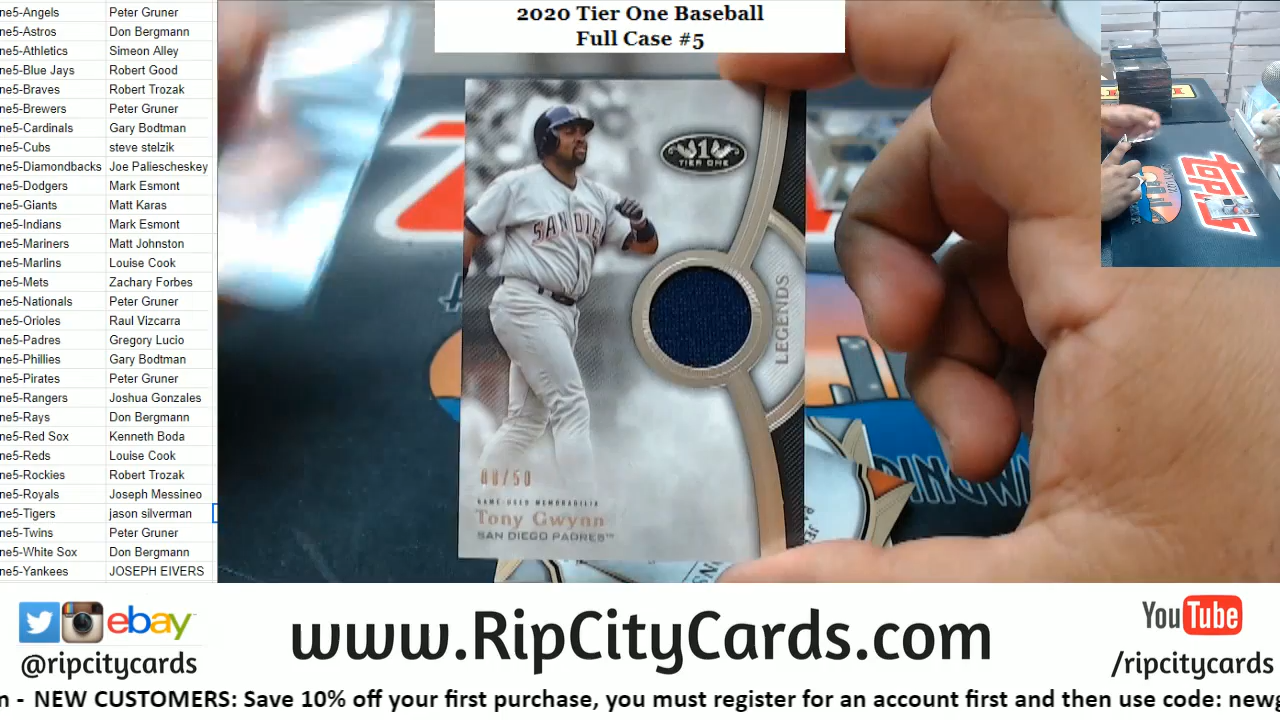 2020 Tier One Baseball
Full Case #5
ne5-Angels Peter Gruner
ne5-Astros Don Bergmann
ne5-Athletics Simeon Alley
ne5-Blue Jays Robert Good
ne5-Braves Robert Trozak
ne5-Brewers Peter Gruner
ne5-Cardinals Gary Bodtman
ne5-Cubs steve stelzik
ne5-Diamondbacks Joe Paliescheskey
ne5-Dodgers Mark Esmont
ne5-Giants Matt Karas
ne5-Indians Mark Esmont
ne5-Mariners Matt Johnston
ne5-Marlins Louise Cook
ne5-Mets Zachary Forbes
ne5-Nationals Peter Gruner
ne5-Orioles Raul Vizcarra
ne5-Padres Gregory Lucio
ne5-Phillies Gary Bodtman
ne5-Pirates Peter Gruner
ne5-Rangers Joshua Gonzales
ne5-Rays Don Bergmann
ne5-Red Sox Kenneth Boda
ne5-Reds Louise Cook
ne5-Rockies Robert Trozak
ne5-Royals Joseph Messineo
ne5-Tigers jason silverman
ne5-Twins Peter Gruner
ne5-White Sox Don Bergmann
ne5-Yankees JOSEPH EIVERS
1
TIER ONE
SAN DIE
LEGENDS
/50
GAME-USED MEMORABILIA
Tony Gwynn
SAN DIEGO PADRES™
topps
ebay™
@ripcitycards
www.RipCityCards.com
YouTube
/ripcitycards
n - NEW CUSTOMERS: Save 10% off your first purchase, you must register for an account first and then use code: newg